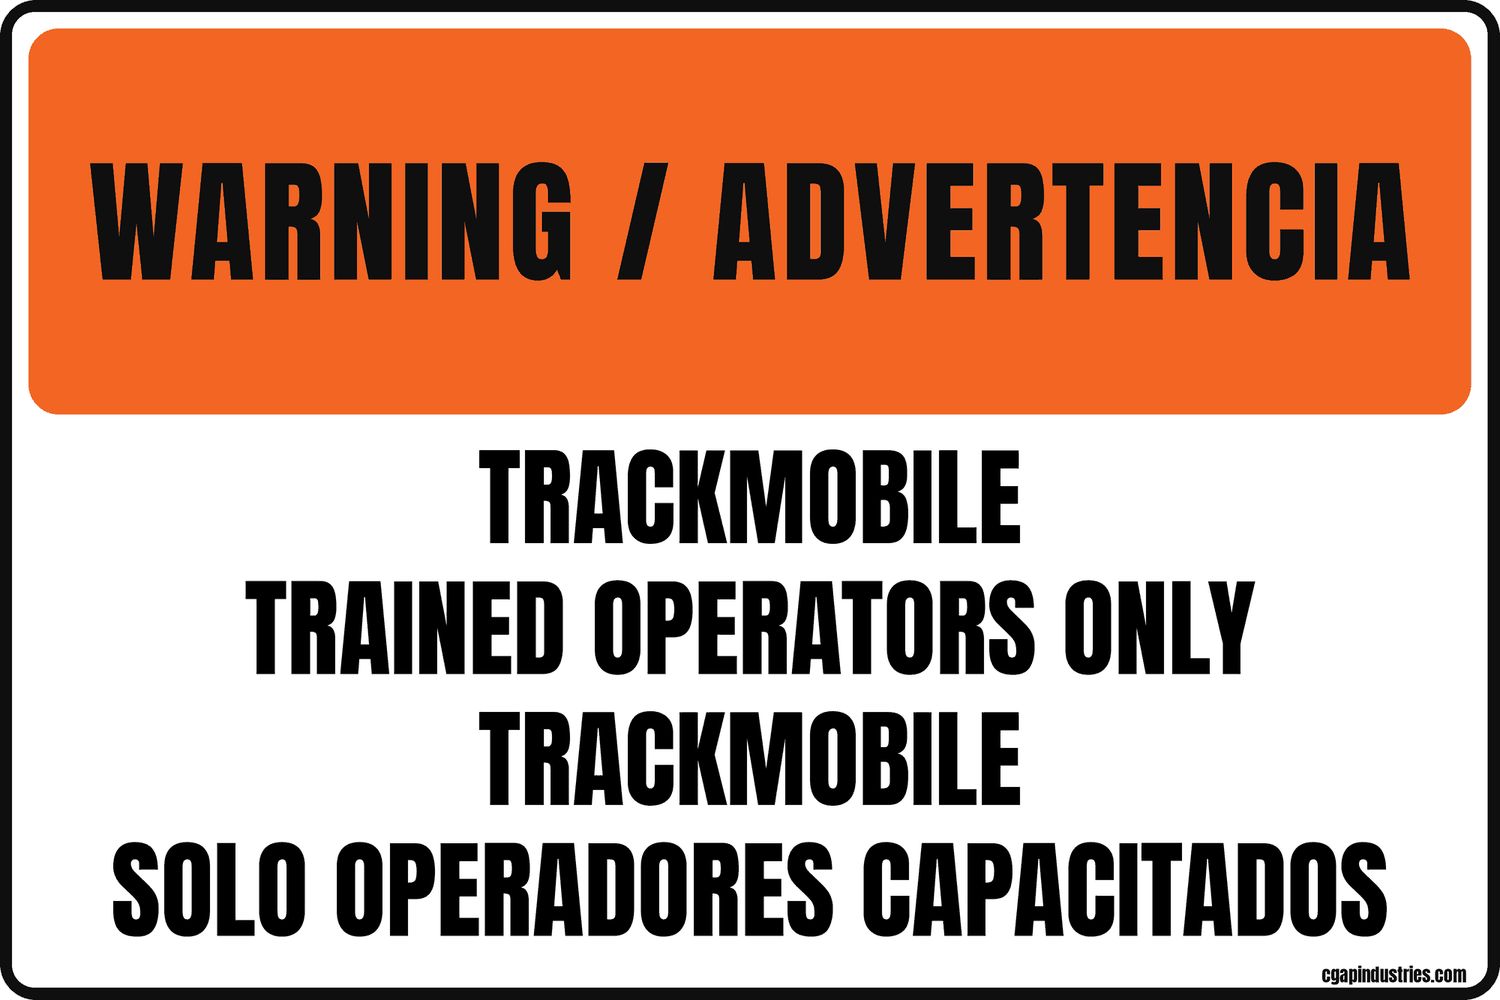 WARNING / ADVERTENCIA
TRACKMOBILE
TRAINED OPERATORS ONLY
TRACKMOBILE
SOLO OPERADORES CAPACITADOS
cgapindustries.com